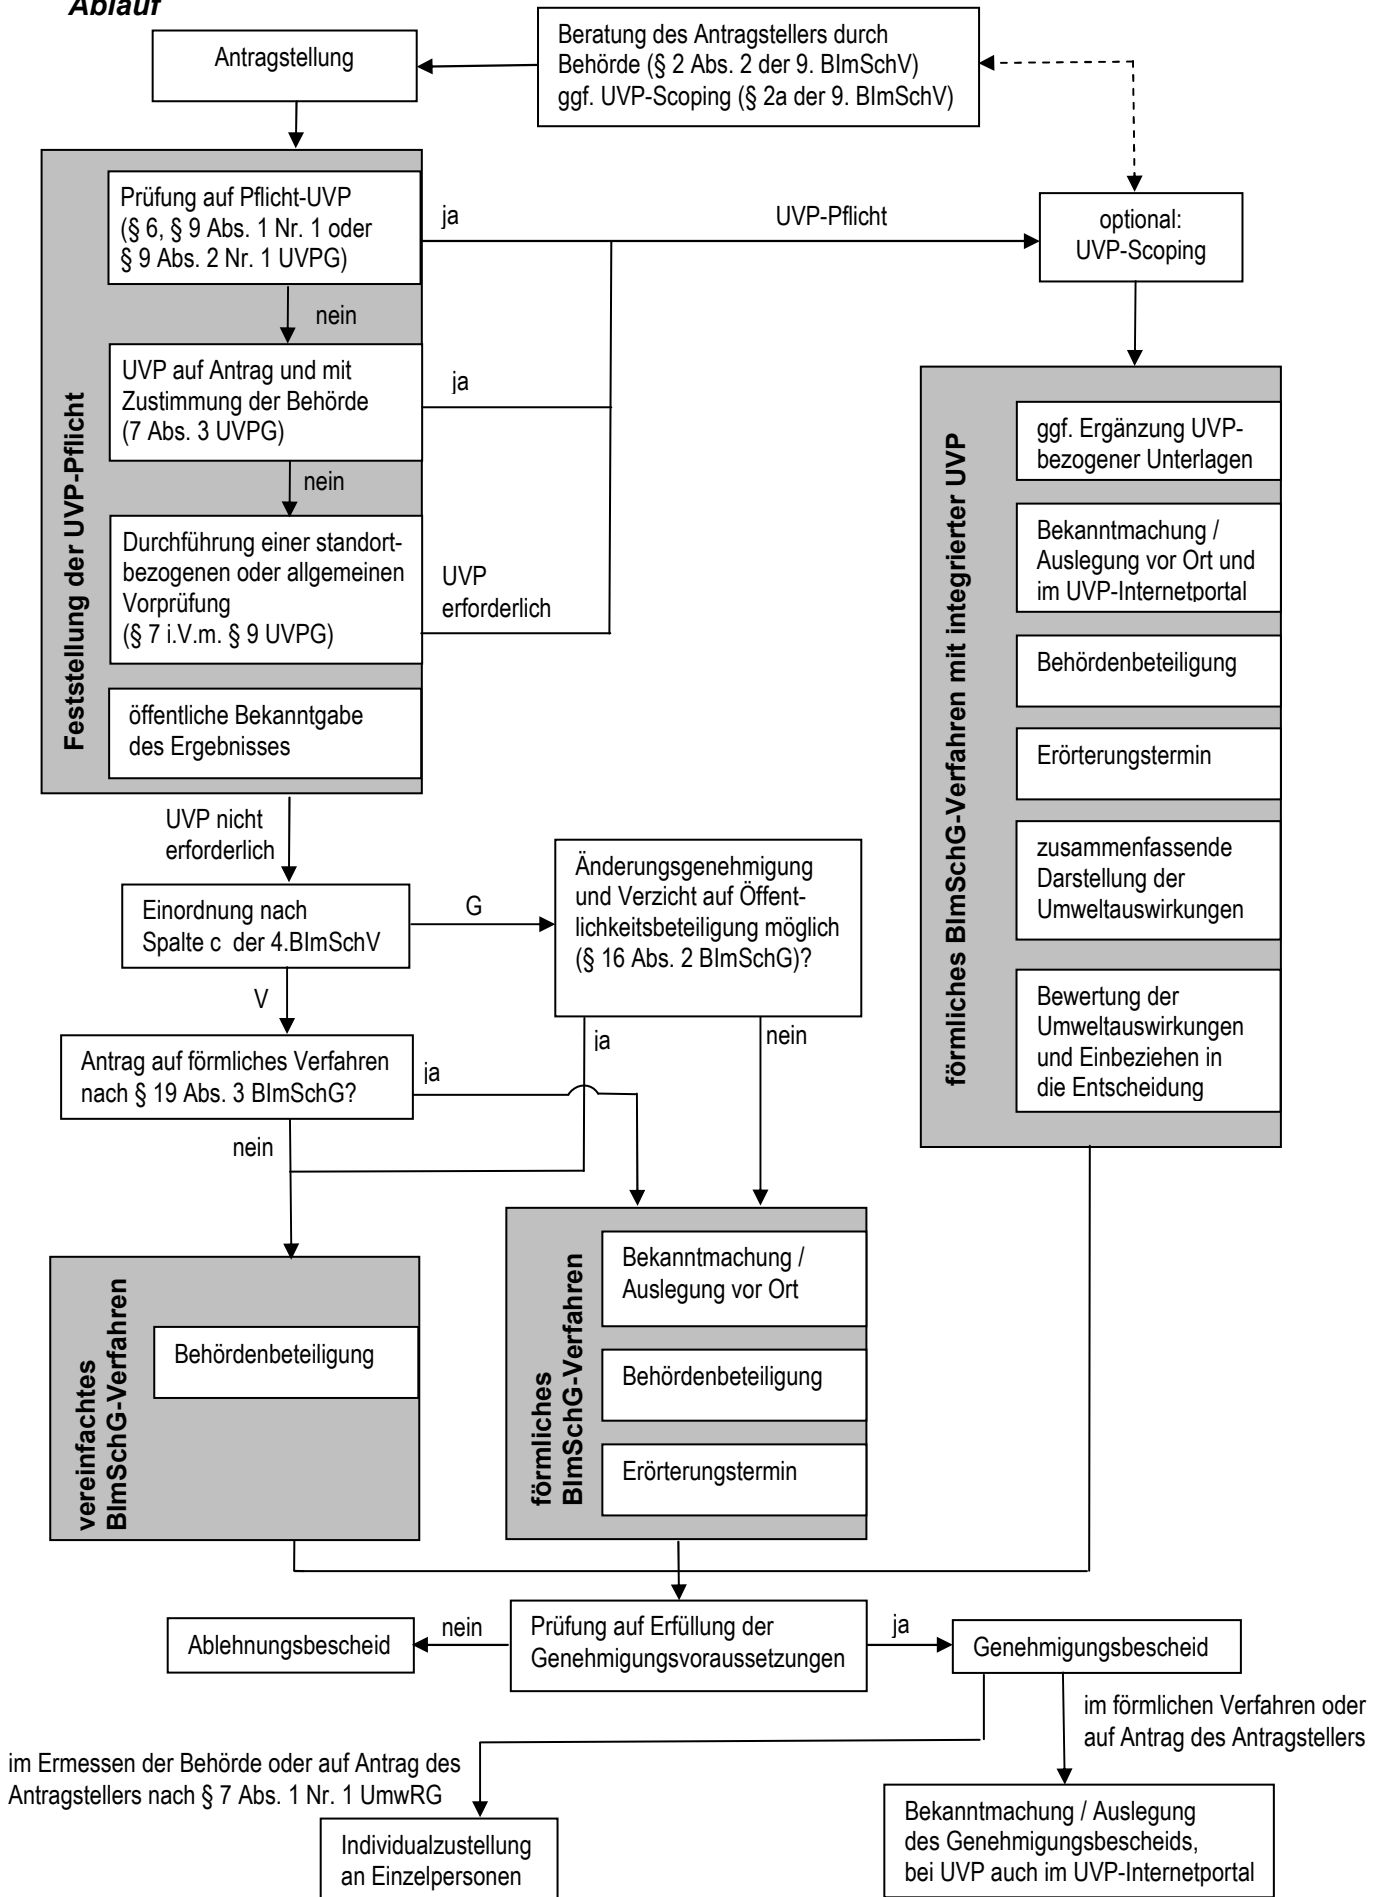 Ablauf
Antragstellung
Beratung des Antragstellers durch
Behörde (§ 2 Abs. 2 der 9. BImSchV)
ggf. UVP-Scoping (§ 2a der 9. BImSchV)
Feststellung der UVP-Pflicht
Prüfung auf Pflicht-UVP
(§ 6, § 9 Abs. 1 Nr. 1 oder
§ 9 Abs. 2 Nr. 1 UVPG)
ja
UVP-Pflicht
optional:
UVP-Scoping
nein
UVP auf Antrag und mit
Zustimmung der Behörde
(7 Abs. 3 UVPG)
ja
nein
Durchführung einer standort-
bezogenen oder allgemeinen
Vorprüfung
(§ 7 i.V.m. § 9 UVPG)
UVP
erforderlich
öffentliche Bekanntgabe
des Ergebnisses
förmliches BImSchG-Verfahren mit integrierter UVP
ggf. Ergänzung UVP-
bezogener Unterlagen
Bekanntmachung /
Auslegung vor Ort und
im UVP-Internetportal
Behördenbeteiligung
Erörterungstermin
zusammenfassende
Darstellung der
Umweltauswirkungen
Bewertung der
Umweltauswirkungen
und Einbeziehen in
die Entscheidung
UVP nicht
erforderlich
Einordnung nach
Spalte c der 4.BImSchV
G
Änderungsgenehmigung
und Verzicht auf Öffent-
lichkeitsbeteiligung möglich
(§ 16 Abs. 2 BImSchG)?
V
ja
nein
Antrag auf förmliches Verfahren
nach § 19 Abs. 3 BImSchG?
ja
nein
vereinfachtes
BImSchG-Verfahren
Behördenbeteiligung
förmliches
BImSchG-Verfahren
Bekanntmachung /
Auslegung vor Ort
Behördenbeteiligung
Erörterungstermin
Ablehnungsbescheid
nein
Prüfung auf Erfüllung der
Genehmigungsvoraussetzungen
ja
Genehmigungsbescheid
im förmlichen Verfahren oder
auf Antrag des Antragstellers
im Ermessen der Behörde oder auf Antrag des
Antragstellers nach § 7 Abs. 1 Nr. 1 UmwRG
Individualzustellung
an Einzelpersonen
Bekanntmachung / Auslegung
des Genehmigungsbescheids,
bei UVP auch im UVP-Internetportal